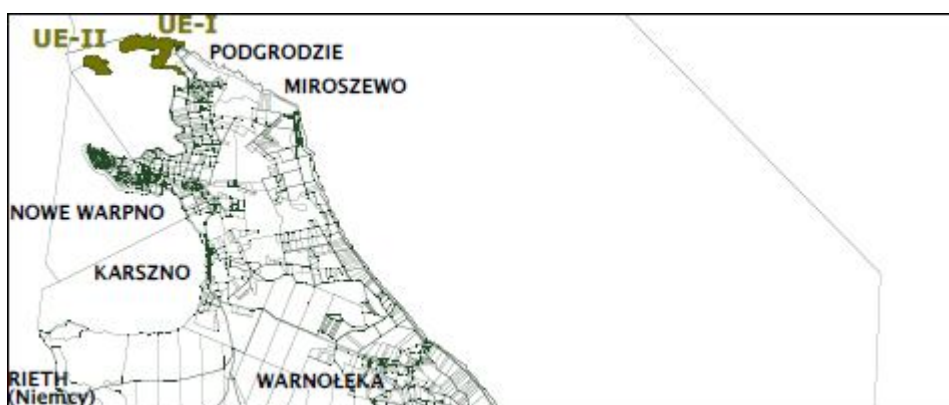 UE-I
UE-II
PODGRODZIE
MIROSZEWO
NOWE WARPNO
KARSZNO
RIETH
(Niemcy)
WARNOŁĘKA